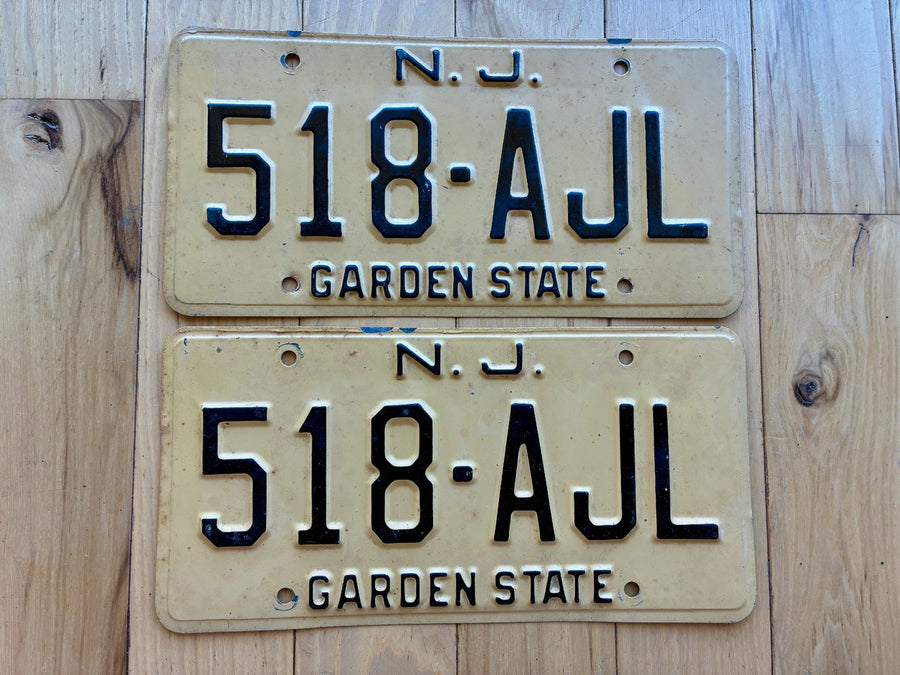 N.J.
518·AJL
GARDEN STATE
N.J.
518·AJL
GARDEN STATE